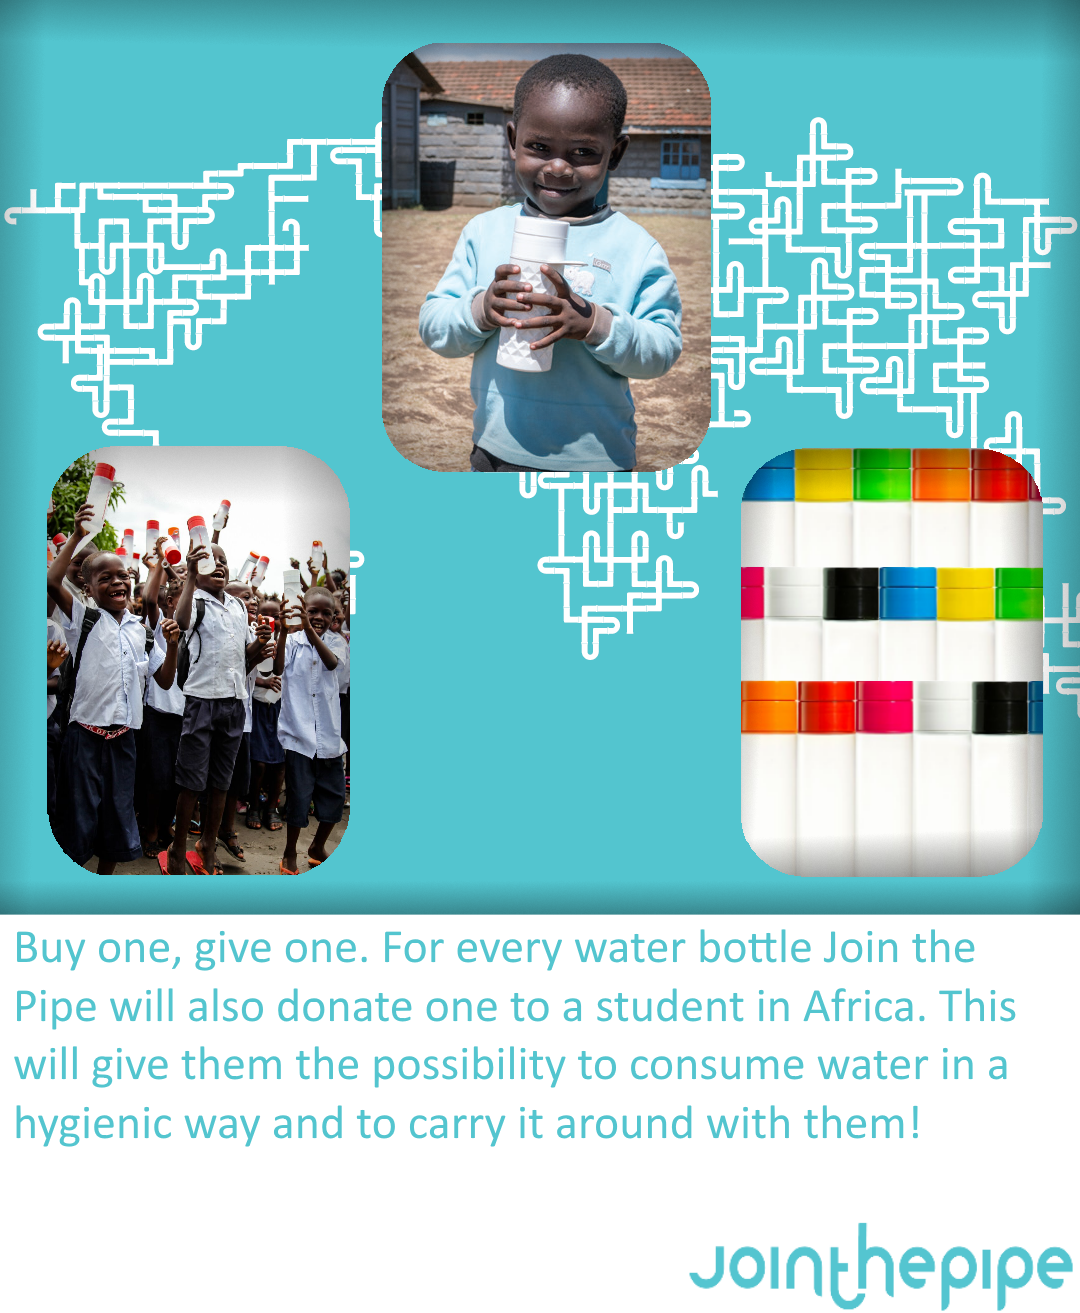 Buy one, give one. For every water bottle Join the
Pipe will also donate one to a student in Africa. This
will give them the possibility to consume water in a
hygienic way and to carry it around with them!
jointhepipe